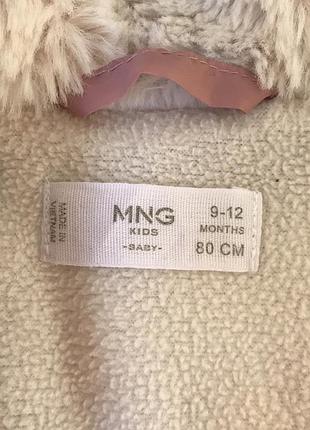 MADE IN
VIETNAM
MNG
KIDS
-BABY-
9-12
MONTHS
80 CM